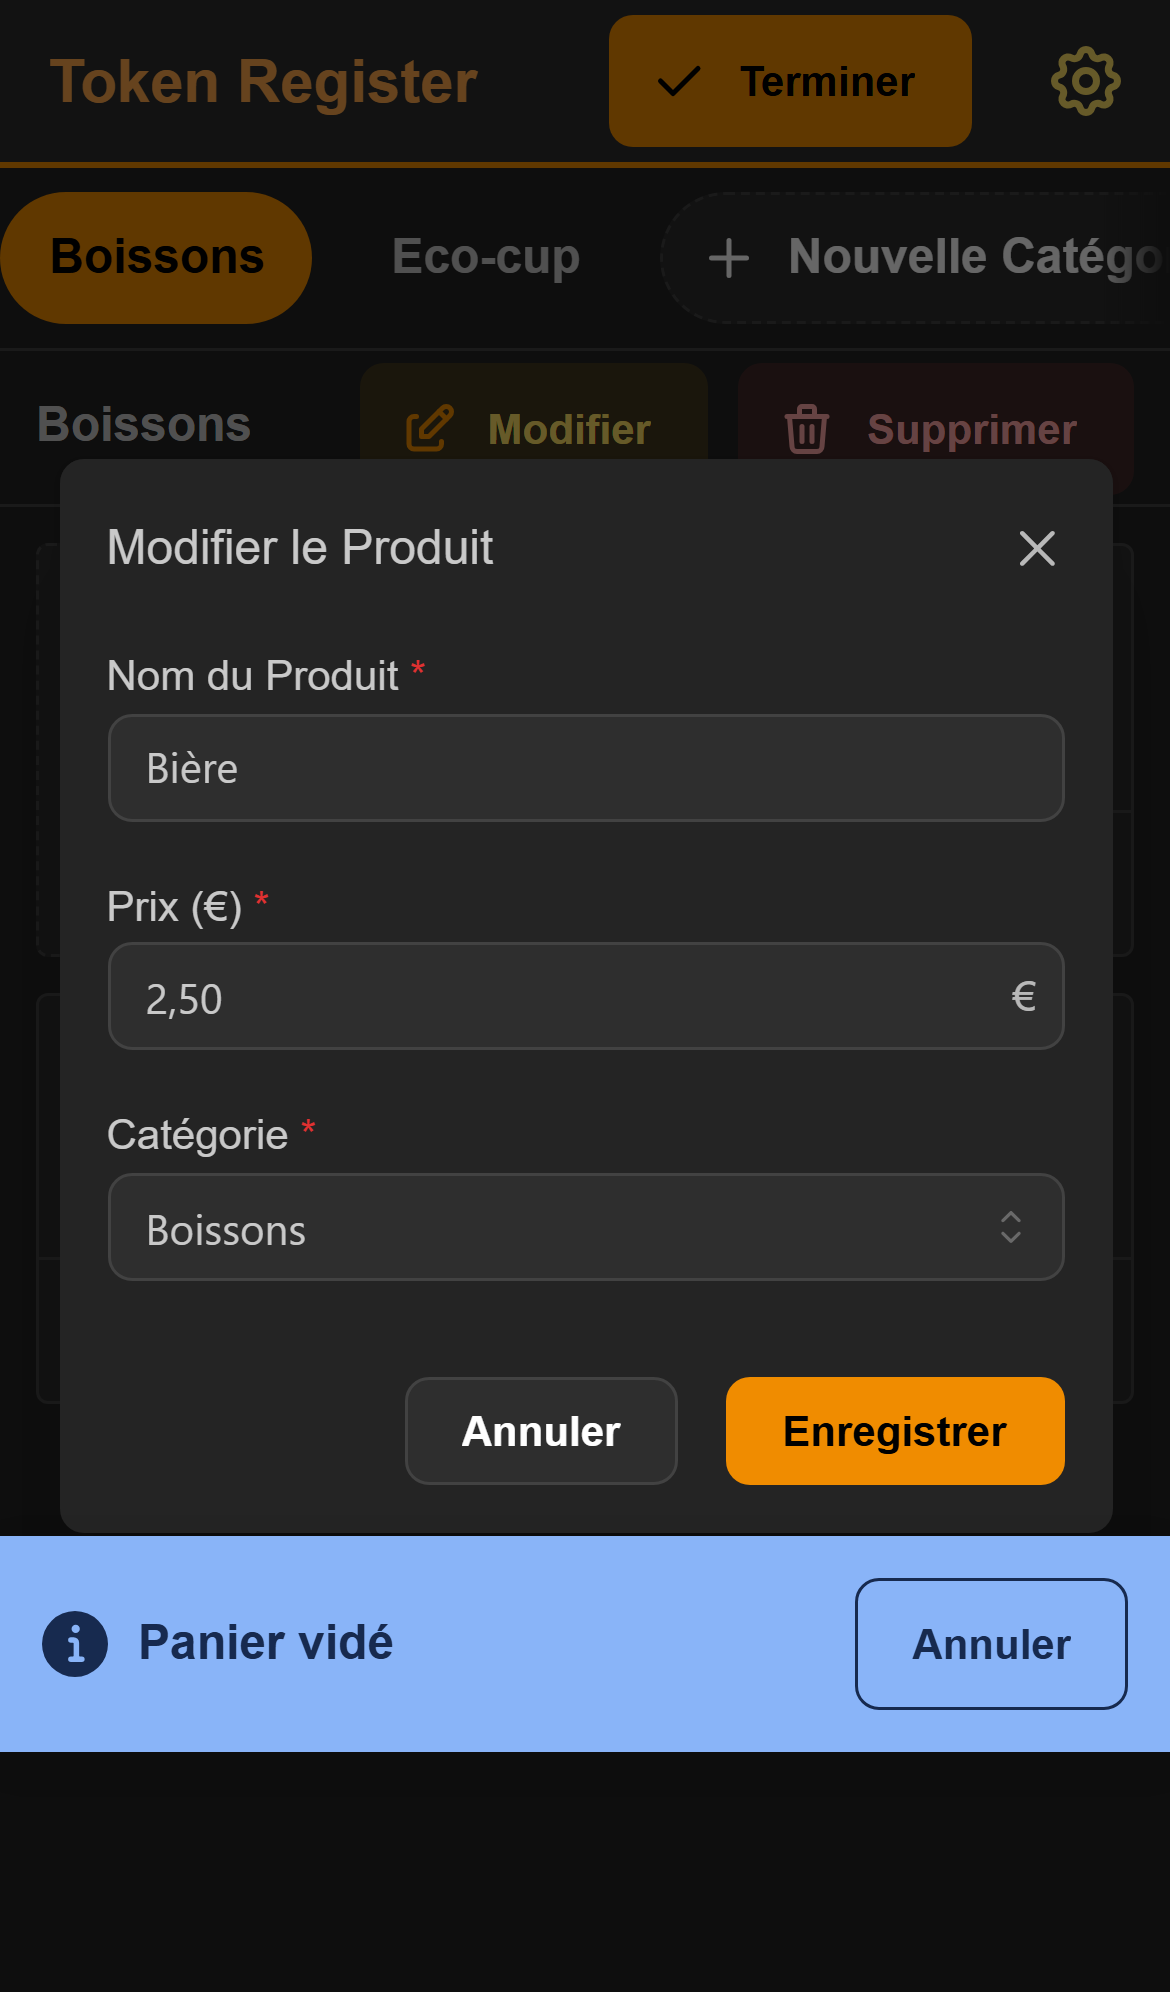 Token Register
Terminer
Boissons
Eco-cup
Nouvelle Catégo
Boissons
Modifier
Supprimer
Modifier le Produit
Nom du Produit *
Bière
Prix (€) *
2,50
€
Catégorie *
Boissons
Annuler
Enregistrer
Panier vidé
Annuler